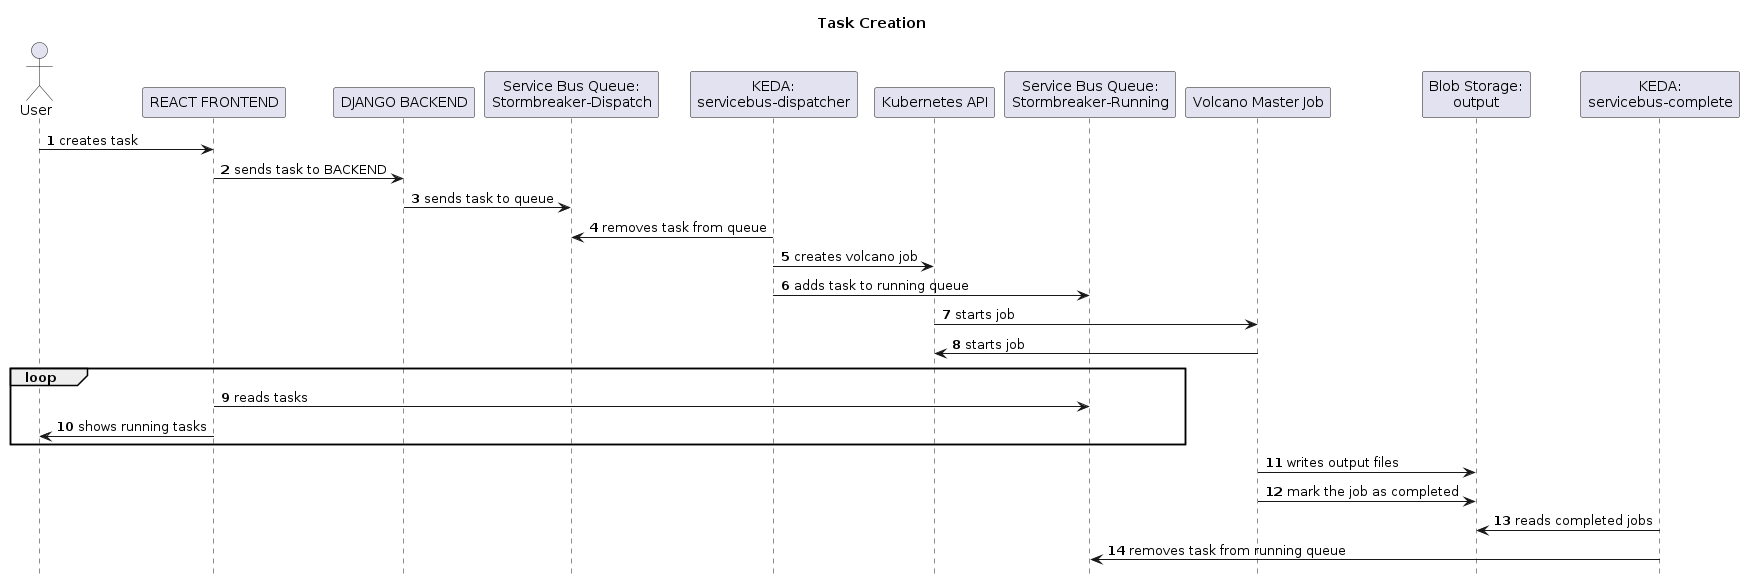 Task Creation
User
REACT FRONTEND
DJANGO BACKEND
Service Bus Queue:
Stormbreaker-Dispatch
KEDA:
servicebus-dispatcher
Kubernetes API
Service Bus Queue:
Stormbreaker-Running
Volcano Master Job
Blob Storage:
output
KEDA:
servicebus-complete
1 creates task
2 sends task to BACKEND
3 sends task to queue
4 removes task from queue
5 creates volcano job
6 adds task to running queue
7 starts job
8 starts job
loop
9 reads tasks
10 shows running tasks
11 writes output files
12 mark the job as completed
13 reads completed jobs
14 removes task from running queue